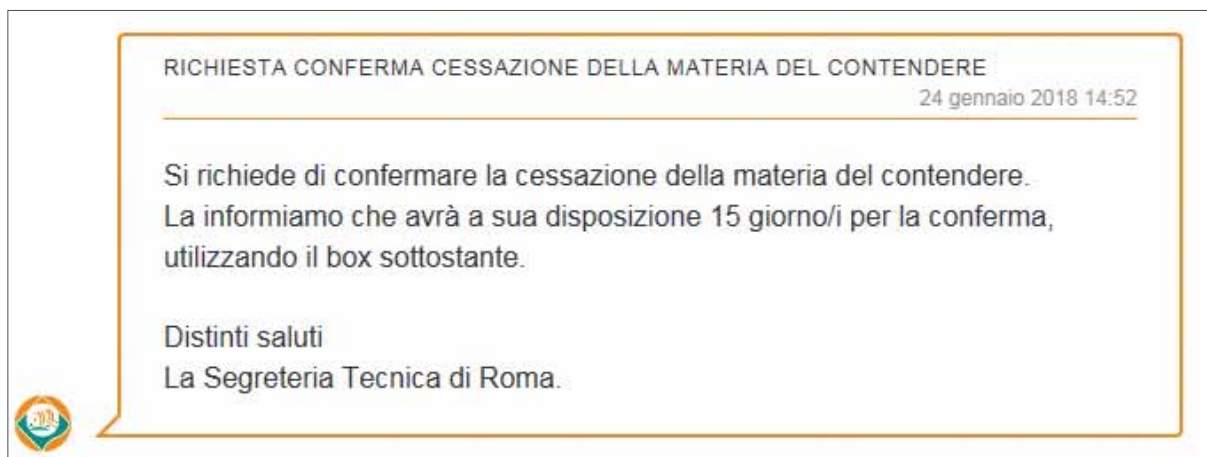 RICHIESTA CONFERMA CESSAZIONE DELLA MATERIA DEL CONTENDERE
24 gennaio 2018 14:52
Si richiede di confermare la cessazione della materia del contendere.
La informiamo che avrà a sua disposizione 15 giorno/i per la conferma,
utilizzando il box sottostante.
Distinti saluti
La Segreteria Tecnica di Roma.